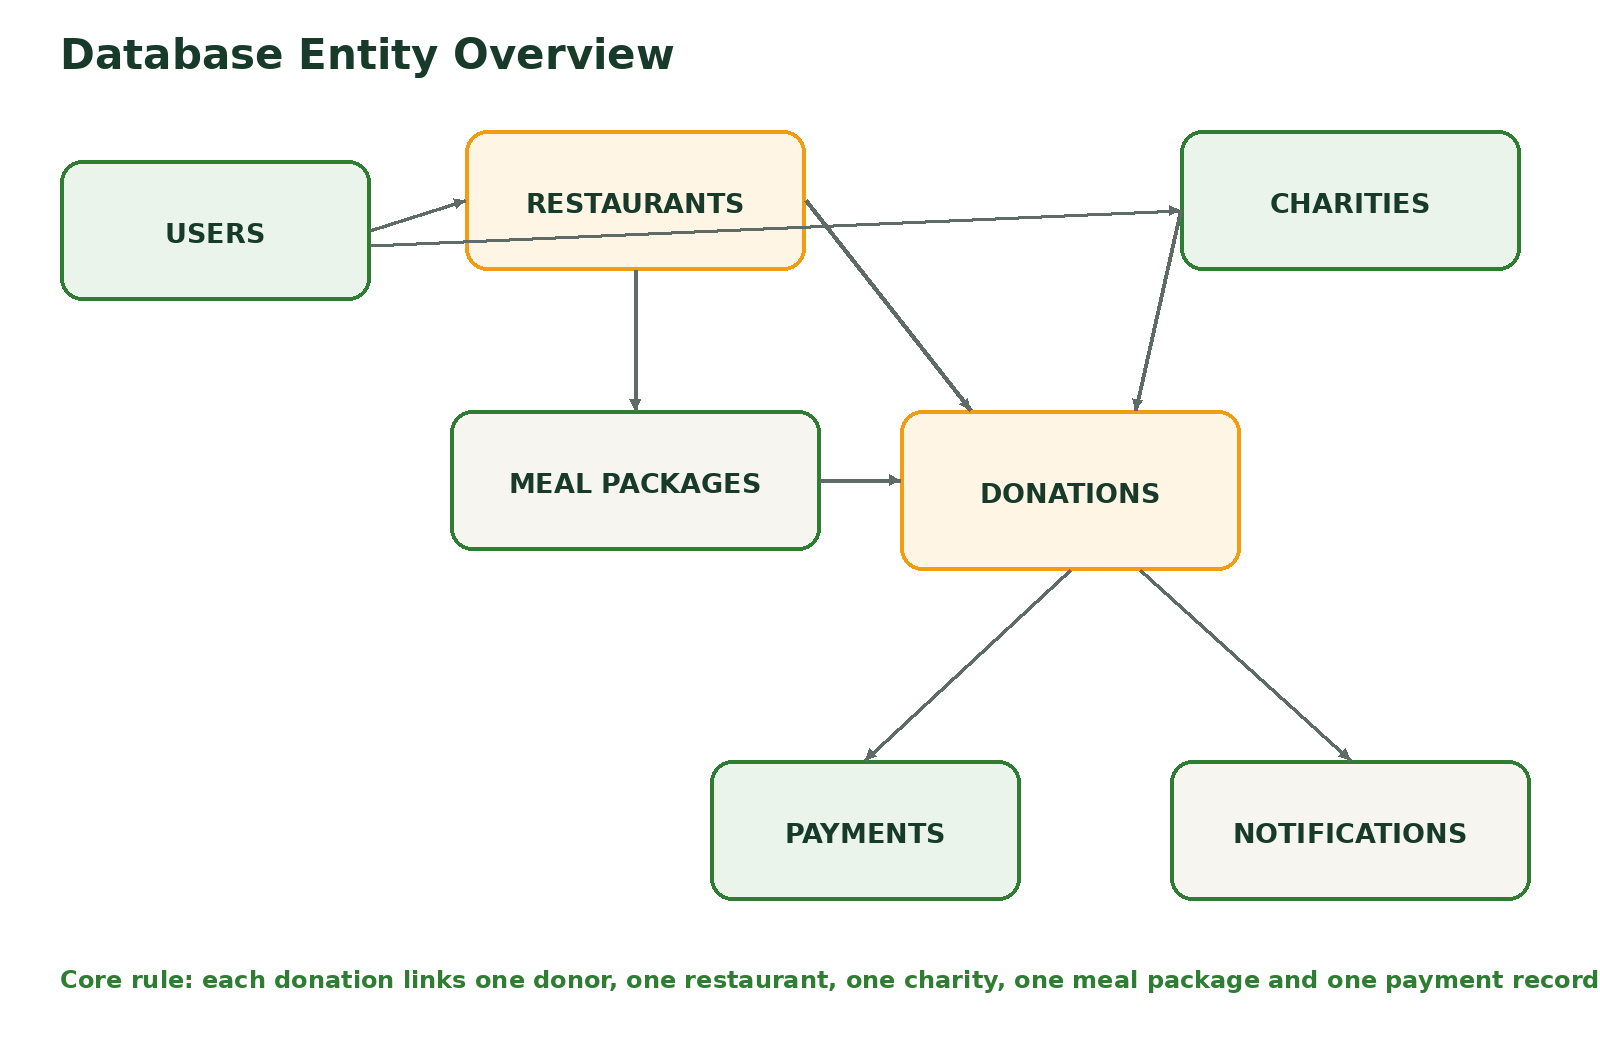 Database Entity Overview
USERS
RESTAURANTS
CHARITIES
MEAL PACKAGES
DONATIONS
PAYMENTS
NOTIFICATIONS
Core rule: each donation links one donor, one restaurant, one charity, one meal package and one payment record